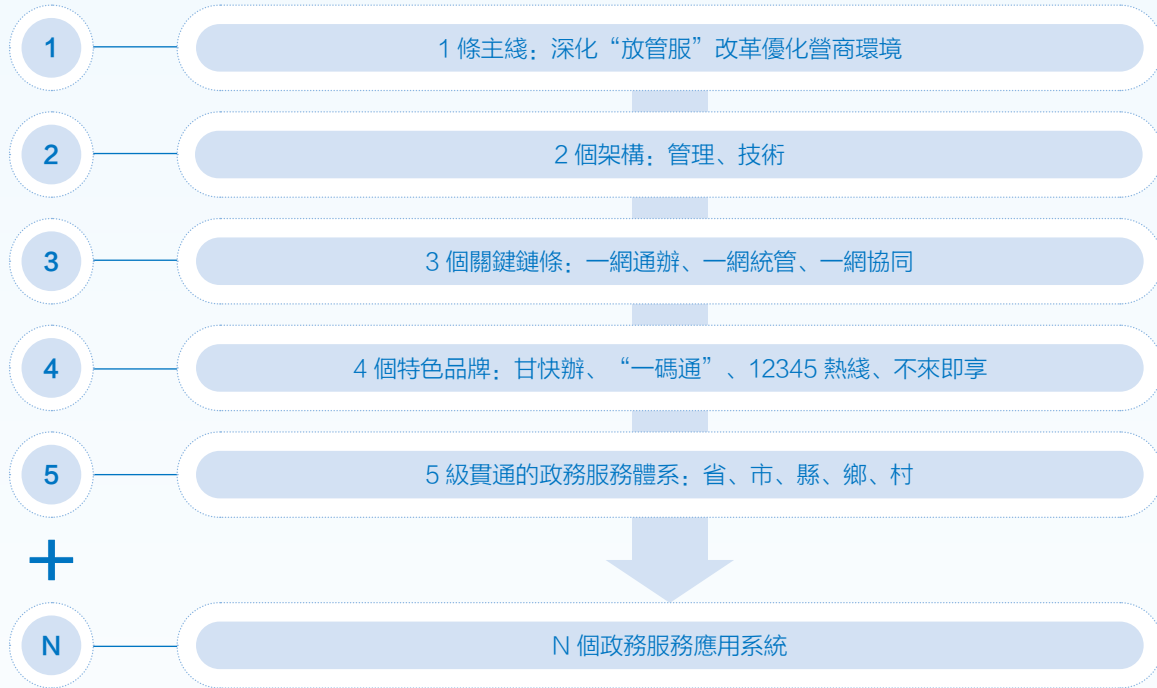 1
1 條主綫：深化“放管服”改革優化營商環境
2
2 個架構：管理、技術
3
3 個關鍵鏈條：一網通辦、一網統管、一網協同
4
4 個特色品牌：甘快辦、“一碼通”、12345 熱綫、不來即享
5
5 級貫通的政務服務體系：省、市、縣、鄉、村
+
N
N 個政務服務應用系統